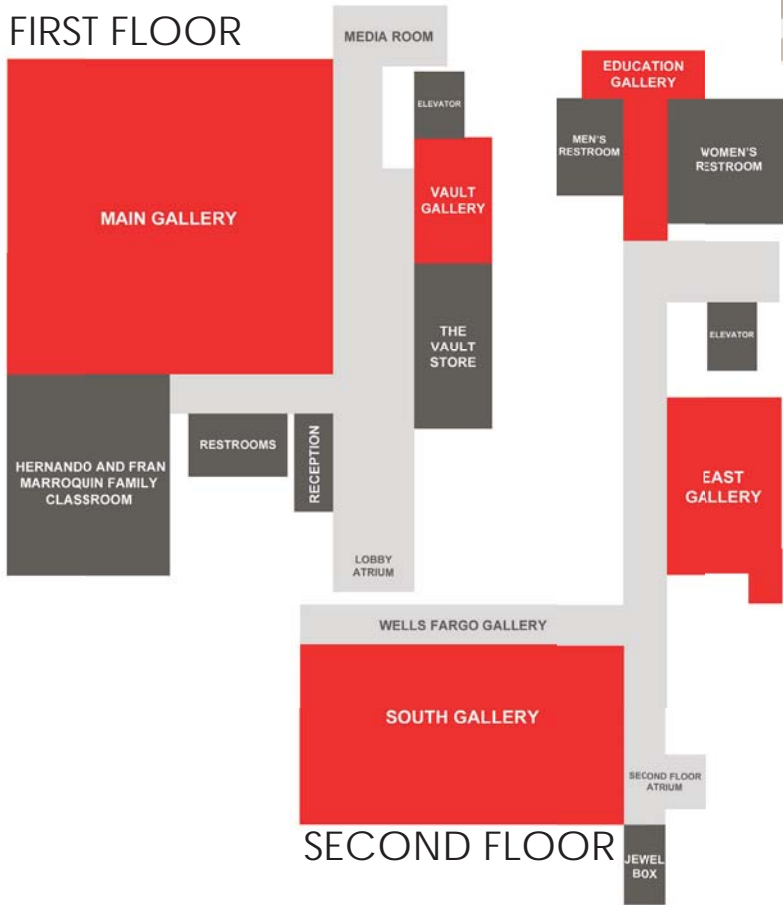 FIRST FLOOR
MEDIA ROOM
ELEVATOR
MAIN GALLERY
VAULT
GALLERY
THE
VAULT
STORE
HERNANDO AND FRAN
MARROQUIN FAMILY
CLASSROOM
RESTROOMS
RECEPTION
LOBBY
ATRIUM
EDUCATION
GALLERY
MEN'S
RESTROOM
WOMEN'S
RESTROOM
ELEVATOR
EAST
GALLERY
WELLS FARGO GALLERY
SOUTH GALLERY
SECOND FLOOR
ATRIUM
SECOND FLOOR
JEWEL
BOX